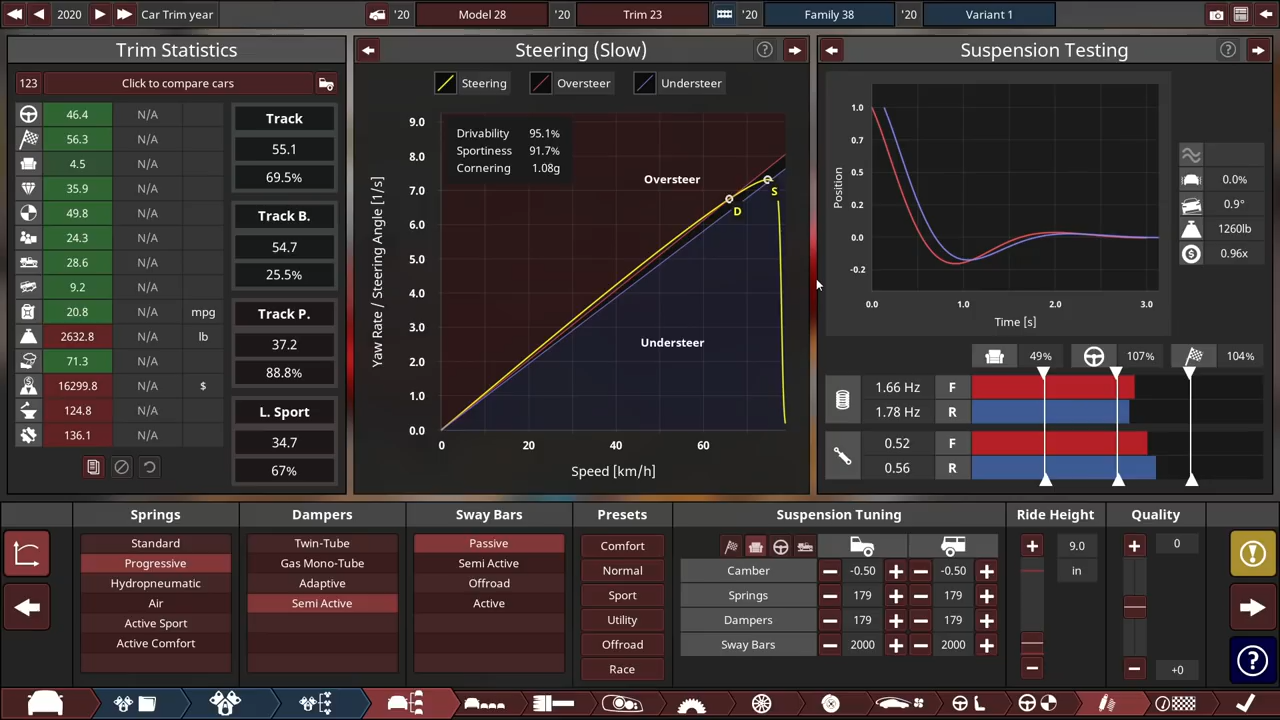 2020 Car Trim year '20 Model 28 '20 Trim 23 '20 Family 38 '20 Variant 1
Trim Statistics
123 Click to compare cars
46.4 N/A
56.3 N/A
4.5 N/A
35.9 N/A
49.8 N/A
24.3 N/A
28.6 N/A
9.2 N/A
20.8 N/A mpg
2632.8 N/A lb
71.3 N/A
16299.8 N/A $
124.8 N/A
136.1 N/A
Track
55.1
69.5%
Track B.
54.7
25.5%
Track P.
37.2
88.8%
L. Sport
34.7
67%
Steering (Slow) ?
Steering Oversteer Understeer
Drivability 95.1%
Sportiness 91.7%
Cornering 1.08g
Yaw Rate / Steering Angle [1/s]
9.0
8.0
7.0
6.0
5.0
4.0
3.0
2.0
1.0
0.0
Oversteer
S
D
Understeer
0 20 40 60
Speed [km/h]
Suspension Testing ?
Position
1.0
0.7
0.5
0.2
0.0
-0.2
0.0 1.0 2.0 3.0
Time [s]
0.0%
0.9°
1260lb
0.96x
49% 107% 104%
1.66 Hz F
1.78 Hz R
0.52 F
0.56 R
Springs
Standard
Progressive
Hydropneumatic
Air
Active Sport
Active Comfort
Dampers
Twin-Tube
Gas Mono-Tube
Adaptive
Semi Active
Sway Bars
Passive
Semi Active
Offroad
Active
Presets
Comfort
Normal
Sport
Utility
Offroad
Race
Suspension Tuning
Camber -0.50 -0.50
Springs 179 179
Dampers 179 179
Sway Bars 2000 2000
Ride Height
9.0
in
Quality
0
+0
?